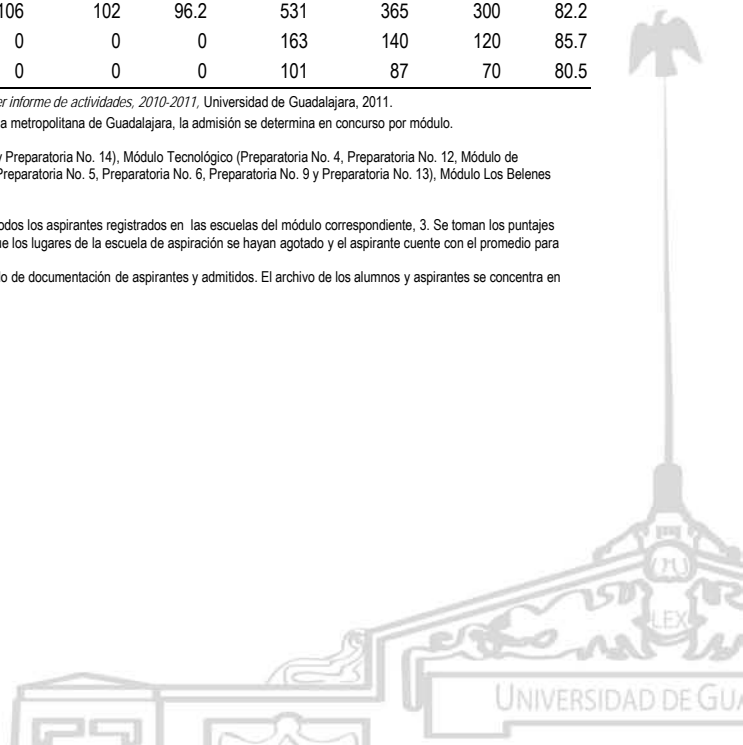 106 102 96.2 531 365 300 82.2
0 0 0 163 140 120 85.7
0 0 0 101 87 70 80.5
er informe de actividades, 2010-2011, Universidad de Guadalajara, 2011.
a metropolitana de Guadalajara, la admisión se determina en concurso por módulo.
y Preparatoria No. 14), Módulo Tecnológico (Preparatoria No. 4, Preparatoria No. 12, Módulo de
Preparatoria No. 5, Preparatoria No. 6, Preparatoria No. 9 y Preparatoria No. 13), Módulo Los Belenes
odos los aspirantes registrados en las escuelas del módulo correspondiente, 3. Se toman los puntajes
ue los lugares de la escuela de aspiración se hayan agotado y el aspirante cuente con el promedio para
lo de documentación de aspirantes y admitidos. El archivo de los alumnos y aspirantes se concentra en
LEX
UNIVERSIDAD DE GUA